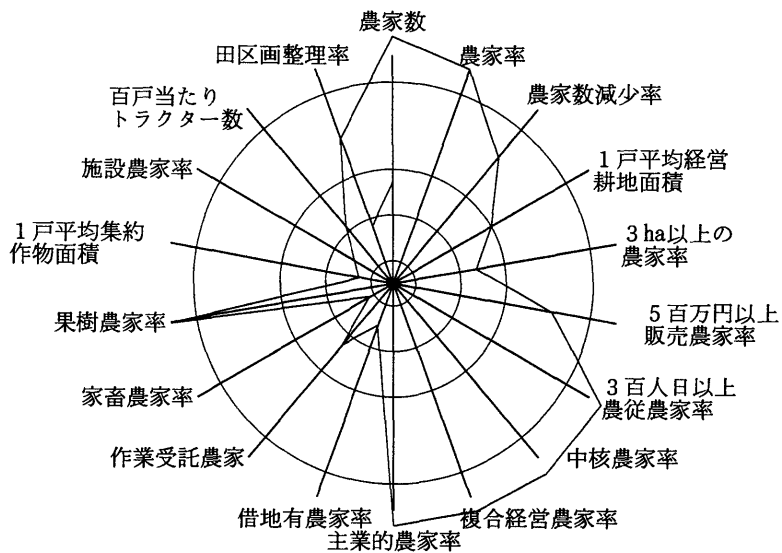 農家数
農家率
農家数減少率
1戸平均経営
耕地面積
3ha以上の
農家率
5百万円以上
販売農家率
3百人日以上
農従農家率
中核農家率
複合経営農家率
主業的農家率
借地有農家率
作業受託農家
家畜農家率
果樹農家率
1戸平均集約
作物面積
施設農家率
百戸当たり
トラクター数
田区画整理率